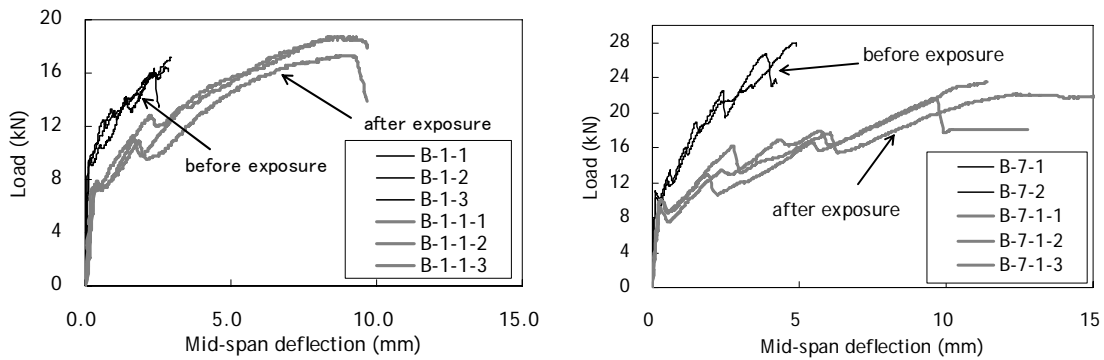 20
16
12
8
4
0
Load (kN)
before exposure
after exposure
B-1-1
B-1-2
B-1-3
B-1-1-1
B-1-1-2
B-1-1-3
0.0 5.0 10.0 15.0
Mid-span deflection (mm)
28
24
20
16
12
8
4
0
Load (kN)
before exposure
after exposure
B-7-1
B-7-2
B-7-1-1
B-7-1-2
B-7-1-3
0 5 10 15
Mid-span deflection (mm)